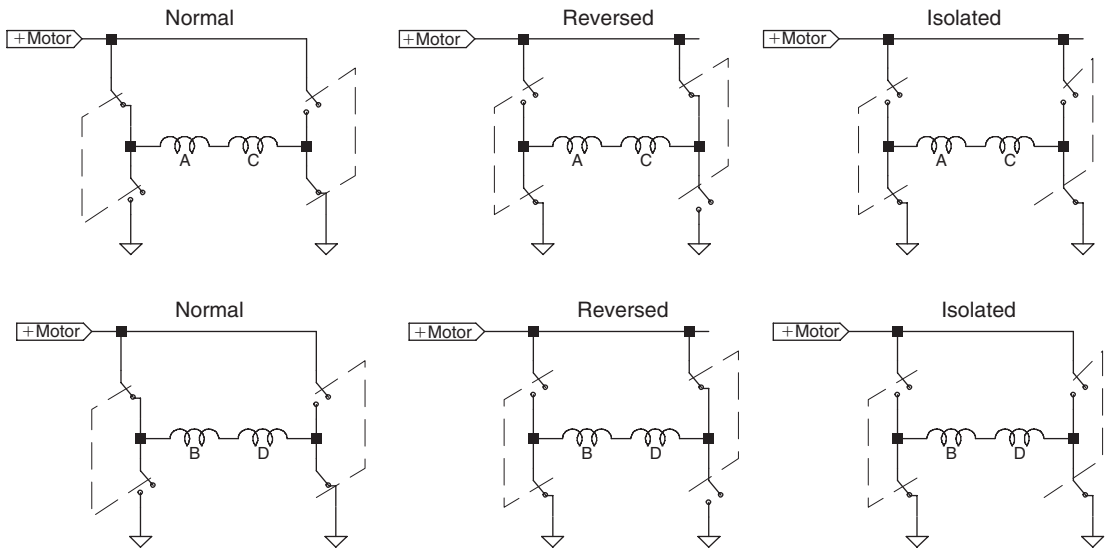 Normal
Reversed
Isolated
+Motor
+Motor
+Motor
A
C
A
C
A
C
Normal
Reversed
Isolated
+Motor
+Motor
+Motor
B
D
B
D
B
D